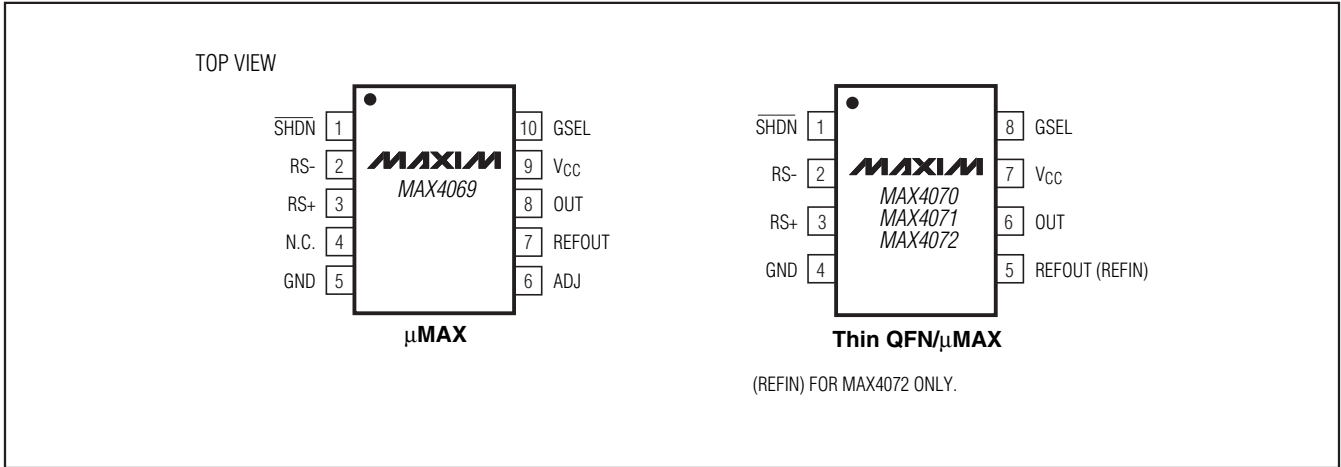 TOP VIEW
SHDN 1
RS- 2
RS+ 3
N.C. 4
GND 5
MAXIM
MAX4069
10 GSEL
9 VCC
8 OUT
7 REFOUT
6 ADJ
μMAX
SHDN 1
RS- 2
RS+ 3
GND 4
MAXIM
MAX4070
MAX4071
MAX4072
8 GSEL
7 VCC
6 OUT
5 REFOUT (REFIN)
Thin QFN/μMAX
(REFIN) FOR MAX4072 ONLY.